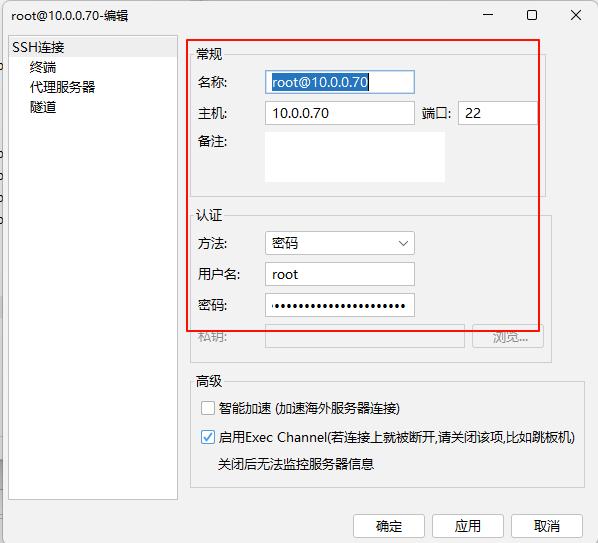 root@10.0.0.70-编辑
SSH连接
终端
代理服务器
隧道
常规
名称: root@10.0.0.70
主机: 10.0.0.70 端口: 22
备注:
认证
方法: 密码
用户名: root
密码:
私钥: 浏览...
高级
智能加速 (加速海外服务器连接)
启用Exec Channel(若连接上就被断开,请关闭该项,比如跳板机)
关闭后无法监控服务器信息
确定 应用 取消